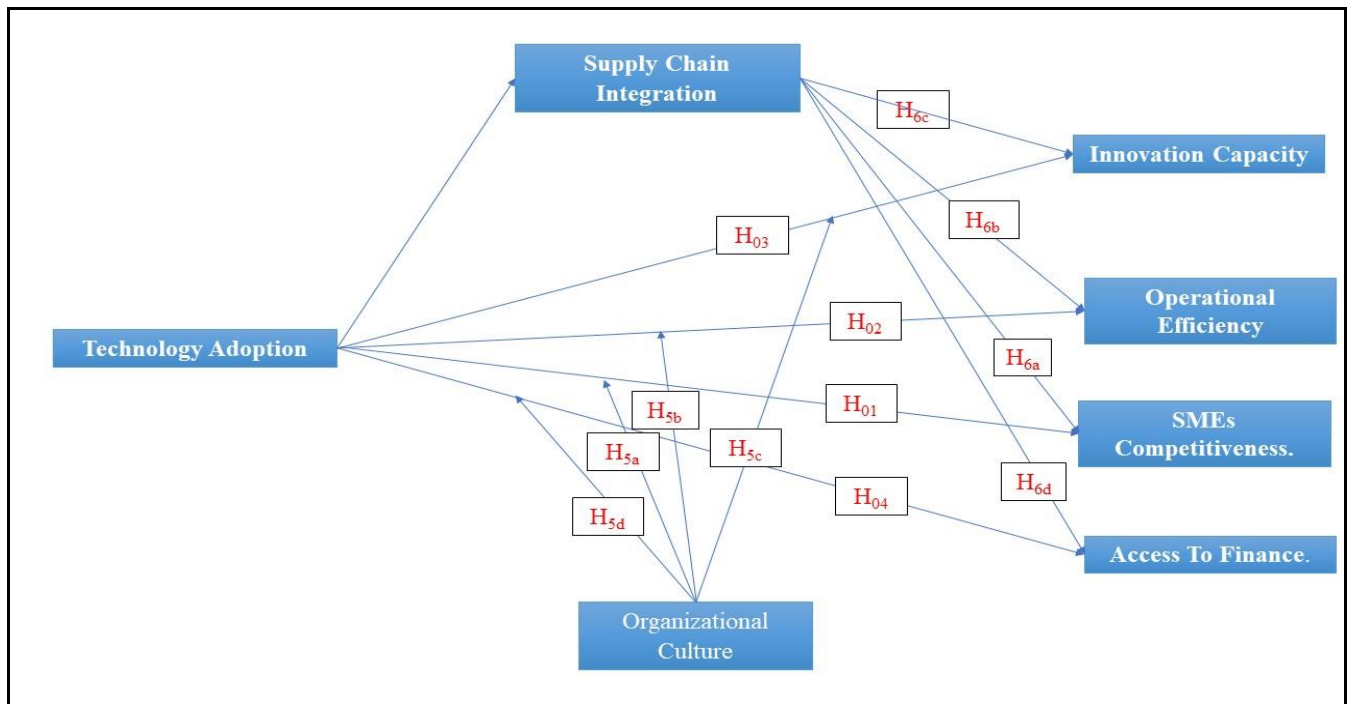 Supply Chain
Integration
H₆c
Innovation Capacity
H₆b
H₀₃
Operational
Efficiency
H₀₂
Technology Adoption
H₆a
H₅b
H₀₁
SMEs
Competitiveness.
H₅a
H₅c
H₆d
H₀₄
H₅d
Access To Finance.
Organizational
Culture